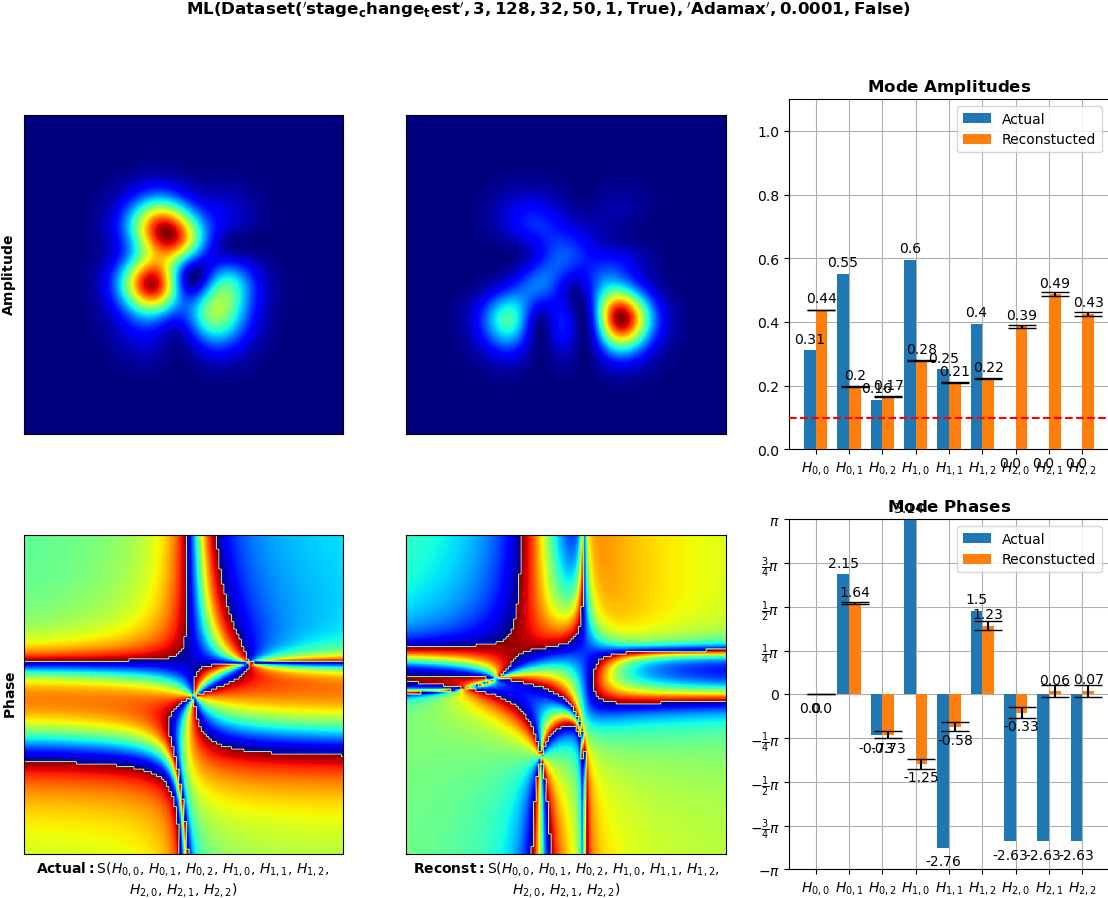 ML(Dataset('stage_change_test', 3, 128, 32, 50, 1, True), 'Adamax', 0.0001, False)
Amplitude
Mode Amplitudes
Actual
Reconstucted
1.0
0.8
0.6
0.4
0.2
0.0
0.31 0.55 0.16 0.6 0.25 0.4 0.0 0.0 0.0
0.44 0.2 0.17 0.28 0.21 0.22 0.39 0.49 0.43
H0,0 H0,1 H0,2 H1,0 H1,1 H1,2 H2,0 H2,1 H2,2
Phase
Mode Phases
Actual
Reconstucted
π
3/4π
1/2π
1/4π
0
−1/4π
−1/2π
−3/4π
−π
0.0 2.15 -0.73 3.14 -2.76 1.5 -2.63 -2.63 -2.63
0.0 1.64 -0.73 -1.25 -0.58 1.23 -0.33 0.06 0.07
H0,0 H0,1 H0,2 H1,0 H1,1 H1,2 H2,0 H2,1 H2,2
Actual: S(H0,0, H0,1, H0,2, H1,0, H1,1, H1,2,
H2,0, H2,1, H2,2)
Reconst: S(H0,0, H0,1, H0,2, H1,0, H1,1, H1,2,
H2,0, H2,1, H2,2)